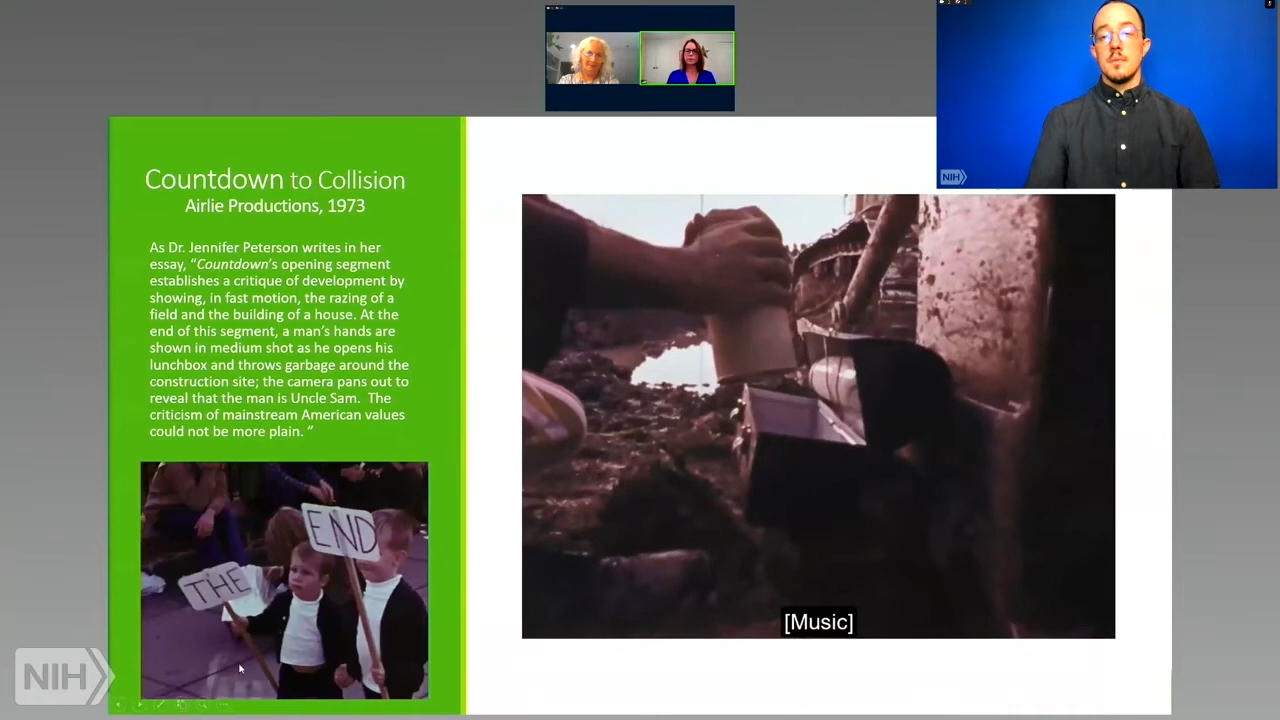 NIH
Countdown to Collision
Airlie Productions, 1973
As Dr. Jennifer Peterson writes in her
essay, “Countdown’s opening segment
establishes a critique of development by
showing, in fast motion, the razing of a
field and the building of a house. At the
end of this segment, a man’s hands are
shown in medium shot as he opens his
lunchbox and throws garbage around the
construction site; the camera pans out to
reveal that the man is Uncle Sam.  The
criticism of mainstream American values
could not be more plain. ”
THE
END
[Music]
NIH